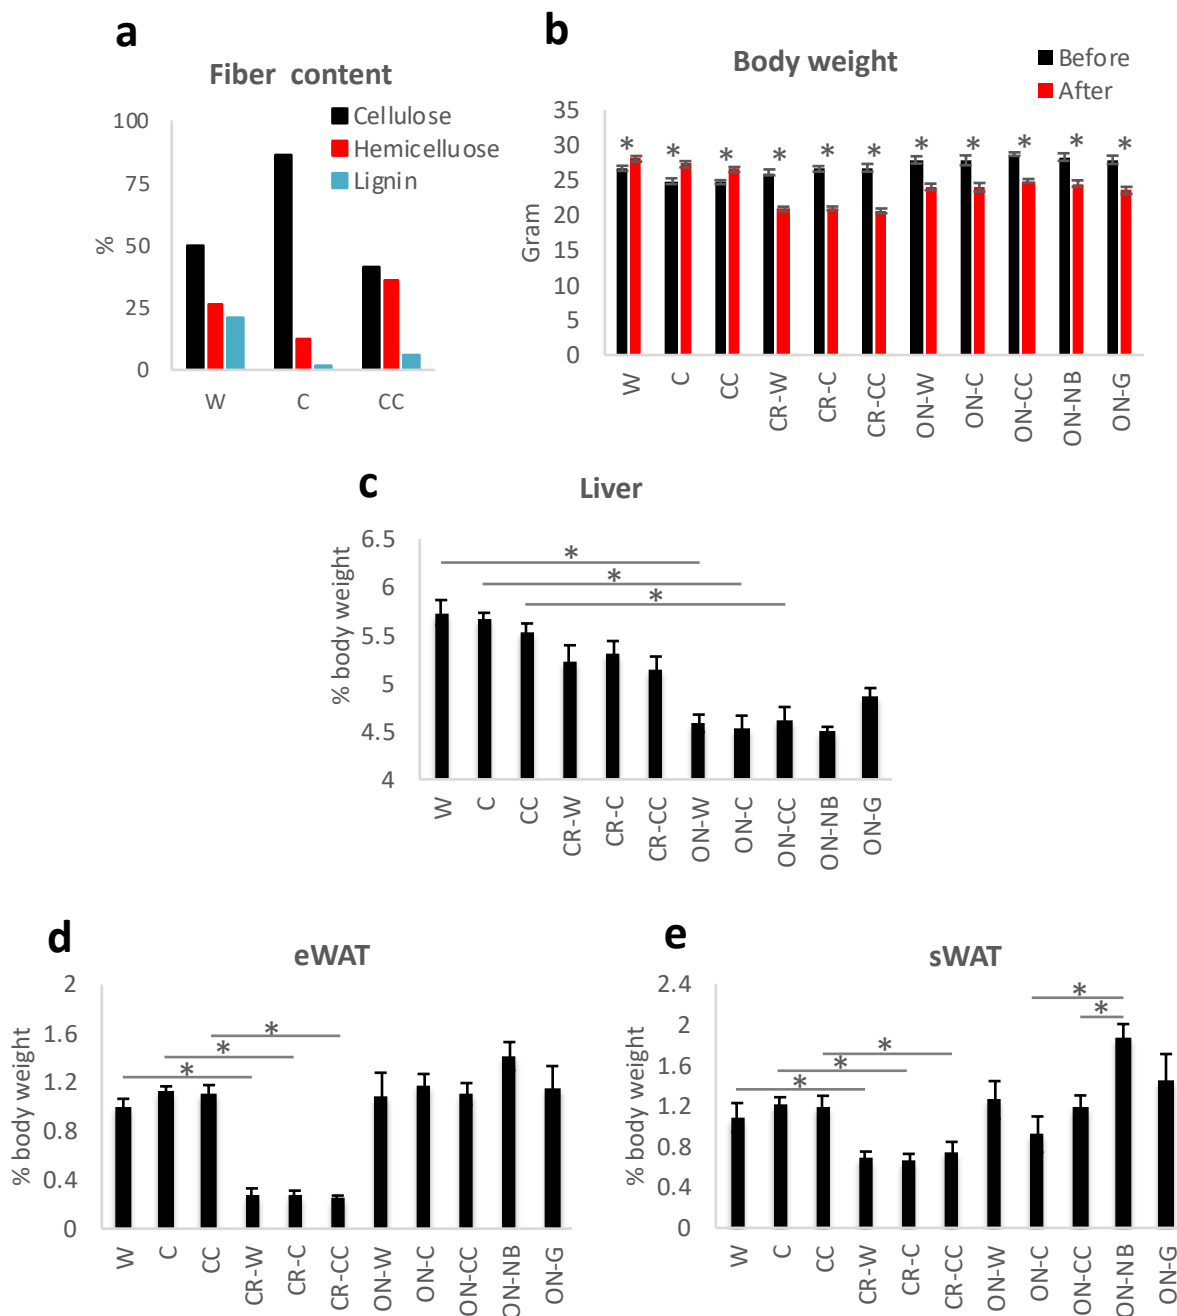 a
Fiber content
Cellulose
Hemicelluose
Lignin
100
75
50
25
0
%
W C CC
b
Body weight
Before
After
35
30
25
20
15
10
5
0
Gram
* * * * * * * * * * *
W C CC CR-W CR-C CR-CC ON-W ON-C ON-CC ON-NB ON-G
c
Liver
6.5
6
5.5
5
4.5
4
% body weight
*
*
*
W C CC CR-W CR-C CR-CC ON-W ON-C ON-CC ON-NB ON-G
d
eWAT
2
1.6
1.2
0.8
0.4
0
% body weight
*
*
*
W C CC CR-W CR-C CR-CC ON-W ON-C ON-CC ON-NB ON-G
e
sWAT
2.4
2
1.6
1.2
0.8
0.4
0
% body weight
*
*
*
*
*
W C CC CR-W CR-C CR-CC ON-W ON-C ON-CC ON-NB ON-G